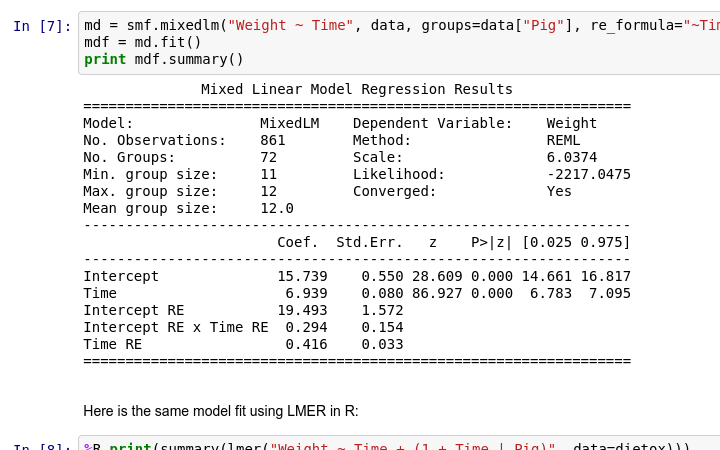 In [7]: md = smf.mixedlm("Weight ~ Time", data, groups=data["Pig"], re_formula="~Tim
mdf = md.fit()
print mdf.summary()
Mixed Linear Model Regression Results
=================================================================
Model: MixedLM Dependent Variable: Weight
No. Observations: 861 Method: REML
No. Groups: 72 Scale: 6.0374
Min. group size: 11 Likelihood: -2217.0475
Max. group size: 12 Converged: Yes
Mean group size: 12.0
-----------------------------------------------------------------
Coef. Std.Err. z P>|z| [0.025 0.975]
-----------------------------------------------------------------
Intercept 15.739 0.550 28.609 0.000 14.661 16.817
Time 6.939 0.080 86.927 0.000 6.783 7.095
Intercept RE 19.493 1.572
Intercept RE x Time RE 0.294 0.154
Time RE 0.416 0.033
=================================================================
Here is the same model fit using LMER in R:
In [8]: %R print(summary(lmer("Weight ~ Time + (1 + Time | Pig)", data=dietox)))